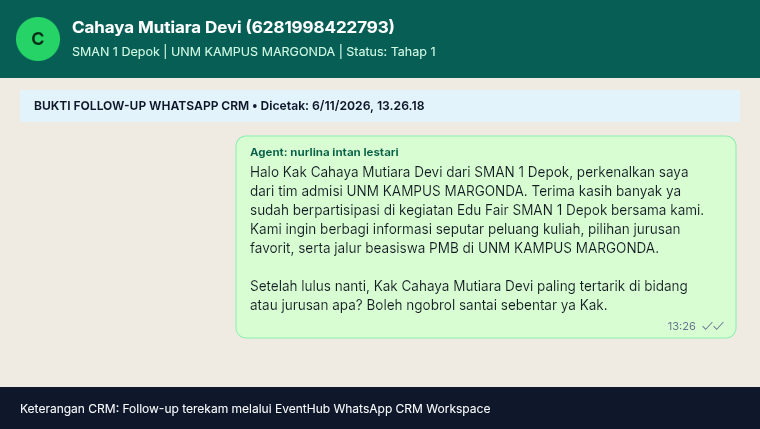 C
Cahaya Mutiara Devi (6281998422793)
SMAN 1 Depok | UNM KAMPUS MARGONDA | Status: Tahap 1
BUKTI FOLLOW-UP WHATSAPP CRM • Dicetak: 6/11/2026, 13.26.18
Agent: nurlina intan lestari
Halo Kak Cahaya Mutiara Devi dari SMAN 1 Depok, perkenalkan saya
dari tim admisi UNM KAMPUS MARGONDA. Terima kasih banyak ya
sudah berpartisipasi di kegiatan Edu Fair SMAN 1 Depok bersama kami.
Kami ingin berbagi informasi seputar peluang kuliah, pilihan jurusan
favorit, serta jalur beasiswa PMB di UNM KAMPUS MARGONDA.
Setelah lulus nanti, Kak Cahaya Mutiara Devi paling tertarik di bidang
atau jurusan apa? Boleh ngobrol santai sebentar ya Kak.
13:26
Keterangan CRM: Follow-up terekam melalui EventHub WhatsApp CRM Workspace